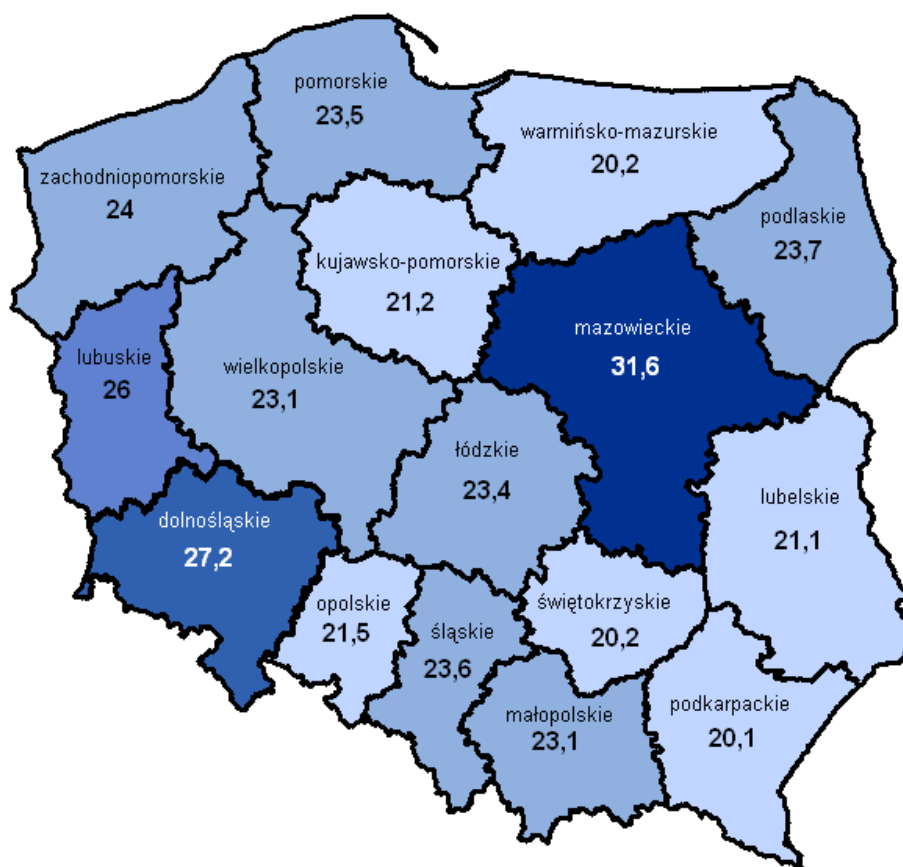 pomorskie
23,5
warmińsko-mazurskie
20,2
zachodniopomorskie
24
podlaskie
23,7
kujawsko-pomorskie
21,2
mazowieckie
31,6
lubuskie
26
wielkopolskie
23,1
łódzkie
23,4
lubelskie
21,1
dolnośląskie
27,2
opolskie
21,5
świętokrzyskie
20,2
śląskie
23,6
małopolskie
23,1
podkarpackie
20,1